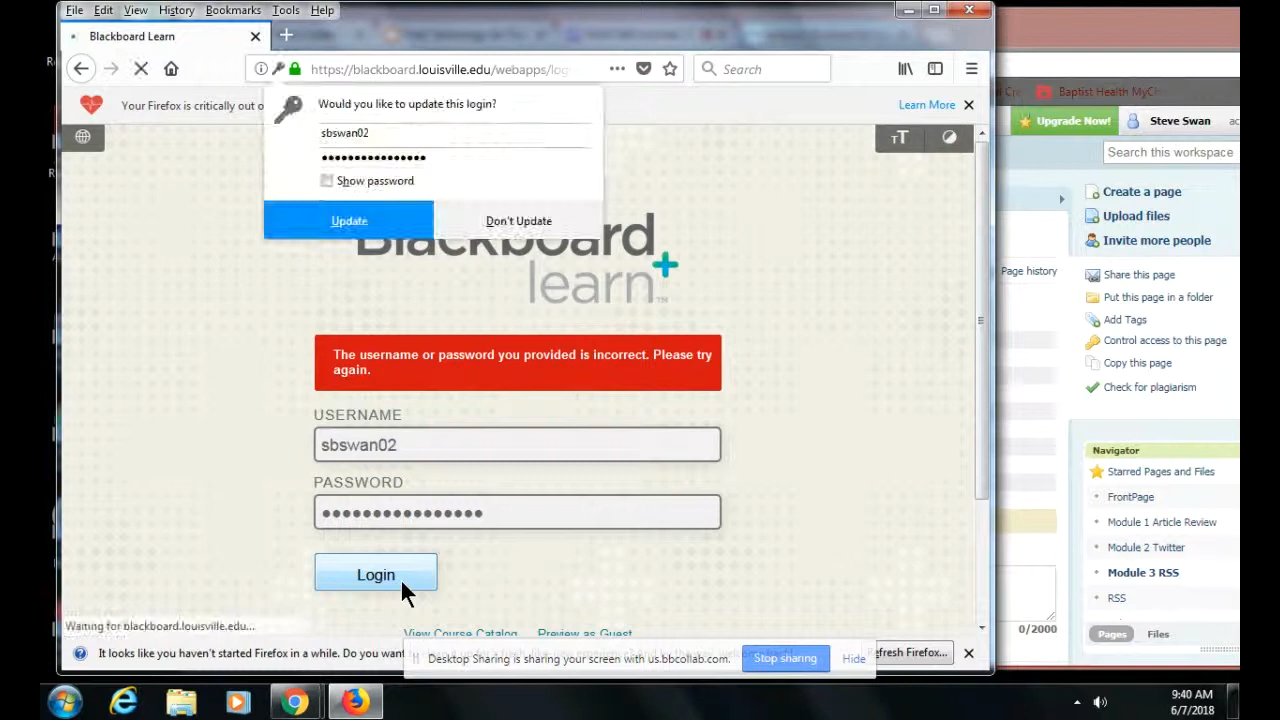 File Edit View History Bookmarks Tools Help
Blackboard Learn
https://blackboard.louisville.edu/webapps/log
Search
Your Firefox is critically out o
Learn More
Would you like to update this login?
sbswan02
••••••••••••••••
Show password
Update Don't Update
TT
Blackboard
learn™
The username or password you provided is incorrect. Please try
again.
USERNAME
sbswan02
PASSWORD
••••••••••••••••
Login
View Course Catalog Preview as Guest
Waiting for blackboard.louisville.edu...
It looks like you haven't started Firefox in a while. Do you want
Refresh Firefox...
Desktop Sharing is sharing your screen with us.bbcollab.com. Stop sharing Hide
Baptist Health MyCh
Upgrade Now! Steve Swan
Search this workspace
Create a page
Upload files
Invite more people
Page history
Share this page
Put this page in a folder
Add Tags
Control access to this page
Copy this page
Check for plagiarism
Navigator
Starred Pages and Files
FrontPage
Module 1 Article Review
Module 2 Twitter
Module 3 RSS
RSS
0/2000
Pages Files
9:40 AM
6/7/2018